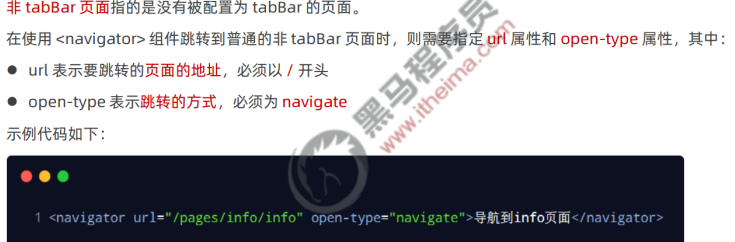 非 tabBar 页面指的是没有被配置为 tabBar 的页面。
在使用 <navigator> 组件跳转到普通的非 tabBar 页面时，则需要指定 url 属性和 open-type 属性，其中：
● url 表示要跳转的页面的地址，必须以 / 开头
● open-type 表示跳转的方式，必须为 navigate
示例代码如下：
1 <navigator url="/pages/info/info" open-type="navigate">导航到info页面</navigator>
黑马程序员
www.itheima.com